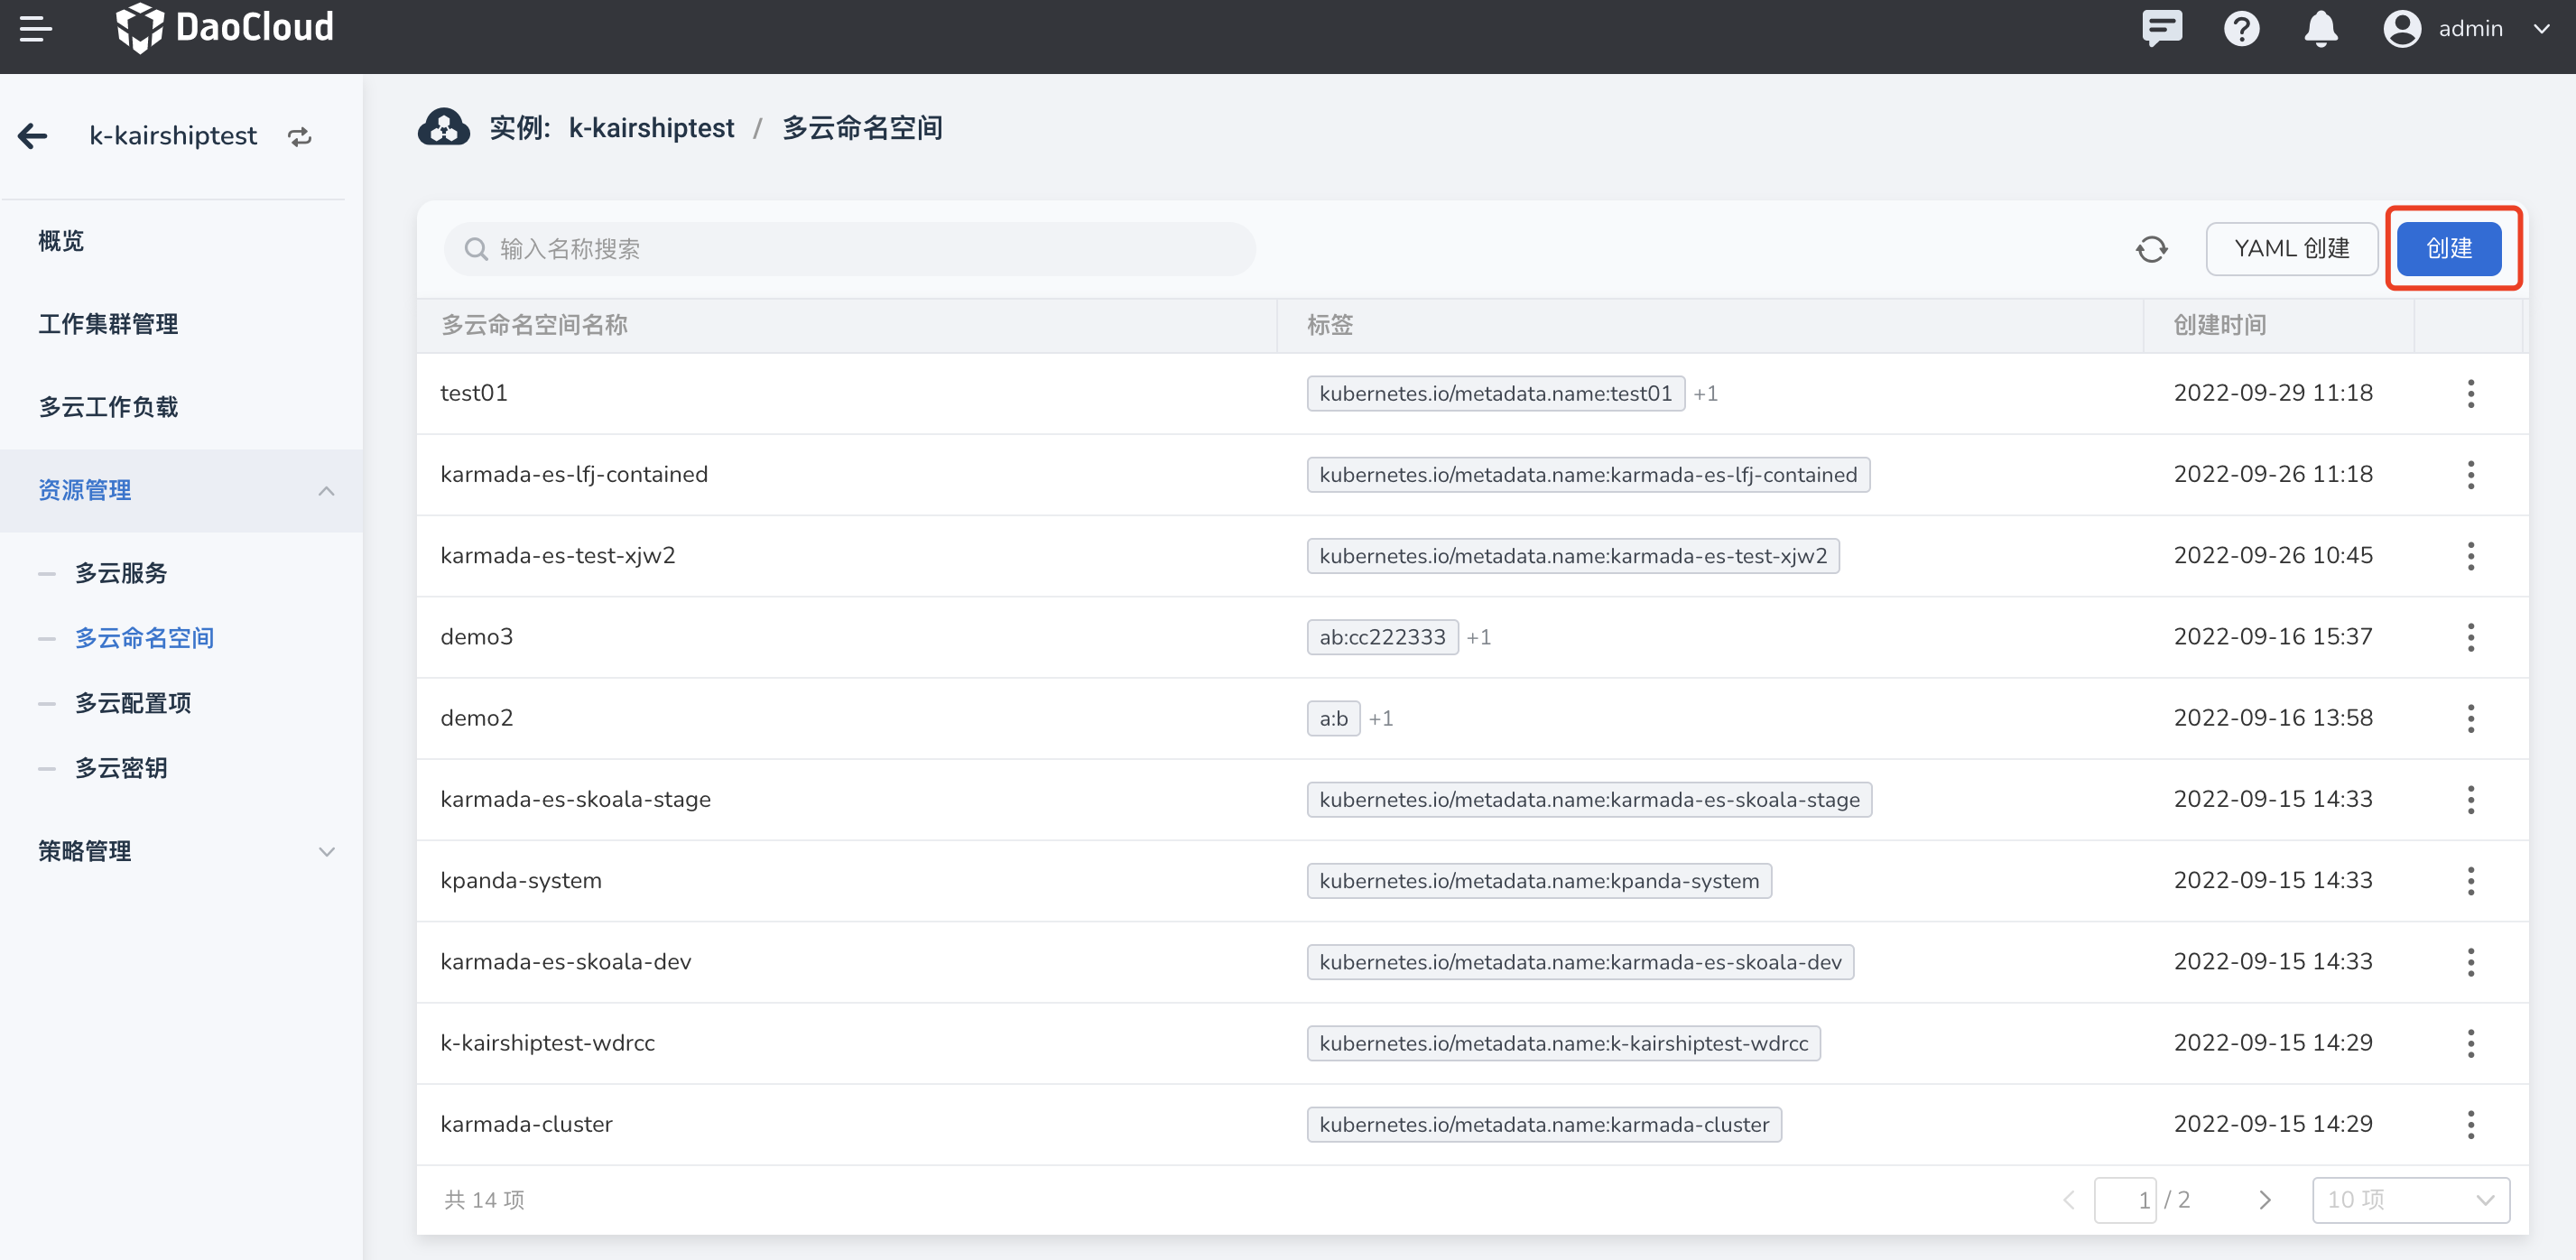 DaoCloud
admin
k-kairshiptest
概览
工作集群管理
多云工作负载
资源管理
多云服务
多云命名空间
多云配置项
多云密钥
策略管理
实例: k-kairshiptest / 多云命名空间
输入名称搜索
YAML 创建
创建
多云命名空间名称 标签 创建时间
test01 kubernetes.io/metadata.name:test01 +1 2022-09-29 11:18
karmada-es-lfj-contained kubernetes.io/metadata.name:karmada-es-lfj-contained 2022-09-26 11:18
karmada-es-test-xjw2 kubernetes.io/metadata.name:karmada-es-test-xjw2 2022-09-26 10:45
demo3 ab:cc222333 +1 2022-09-16 15:37
demo2 a:b +1 2022-09-16 13:58
karmada-es-skoala-stage kubernetes.io/metadata.name:karmada-es-skoala-stage 2022-09-15 14:33
kpanda-system kubernetes.io/metadata.name:kpanda-system 2022-09-15 14:33
karmada-es-skoala-dev kubernetes.io/metadata.name:karmada-es-skoala-dev 2022-09-15 14:33
k-kairshiptest-wdrcc kubernetes.io/metadata.name:k-kairshiptest-wdrcc 2022-09-15 14:29
karmada-cluster kubernetes.io/metadata.name:karmada-cluster 2022-09-15 14:29
共 14 项
1 / 2
10 项